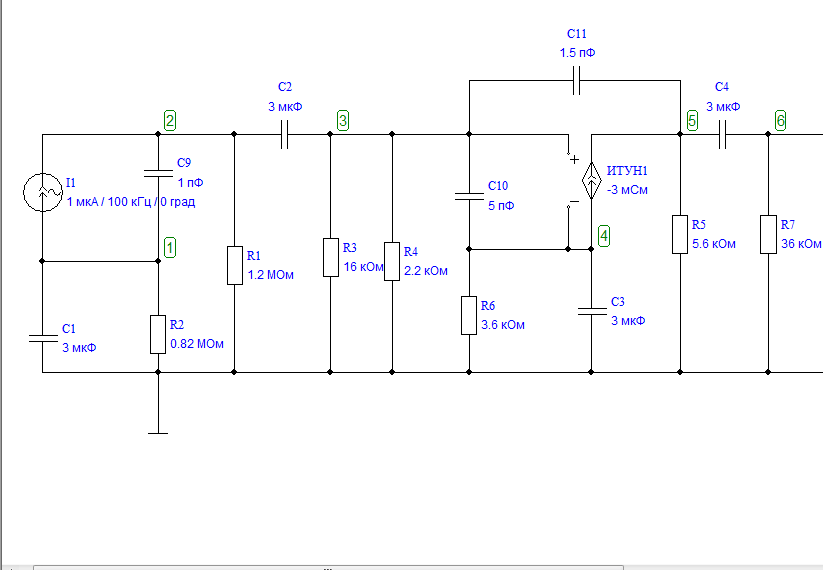 C11
1.5 пФ
C2
3 мкФ
C4
3 мкФ
2
3
5
6
C9
1 пФ
+
ИТУН1
-3 мСм
I1
1 мкА / 100 кГц / 0 град
C10
5 пФ
−
R5
5.6 кОм
R7
36 кОм
4
1
R1
1.2 МОм
R3
16 кОм
R4
2.2 кОм
R6
3.6 кОм
C3
3 мкФ
C1
3 мкФ
R2
0.82 МОм